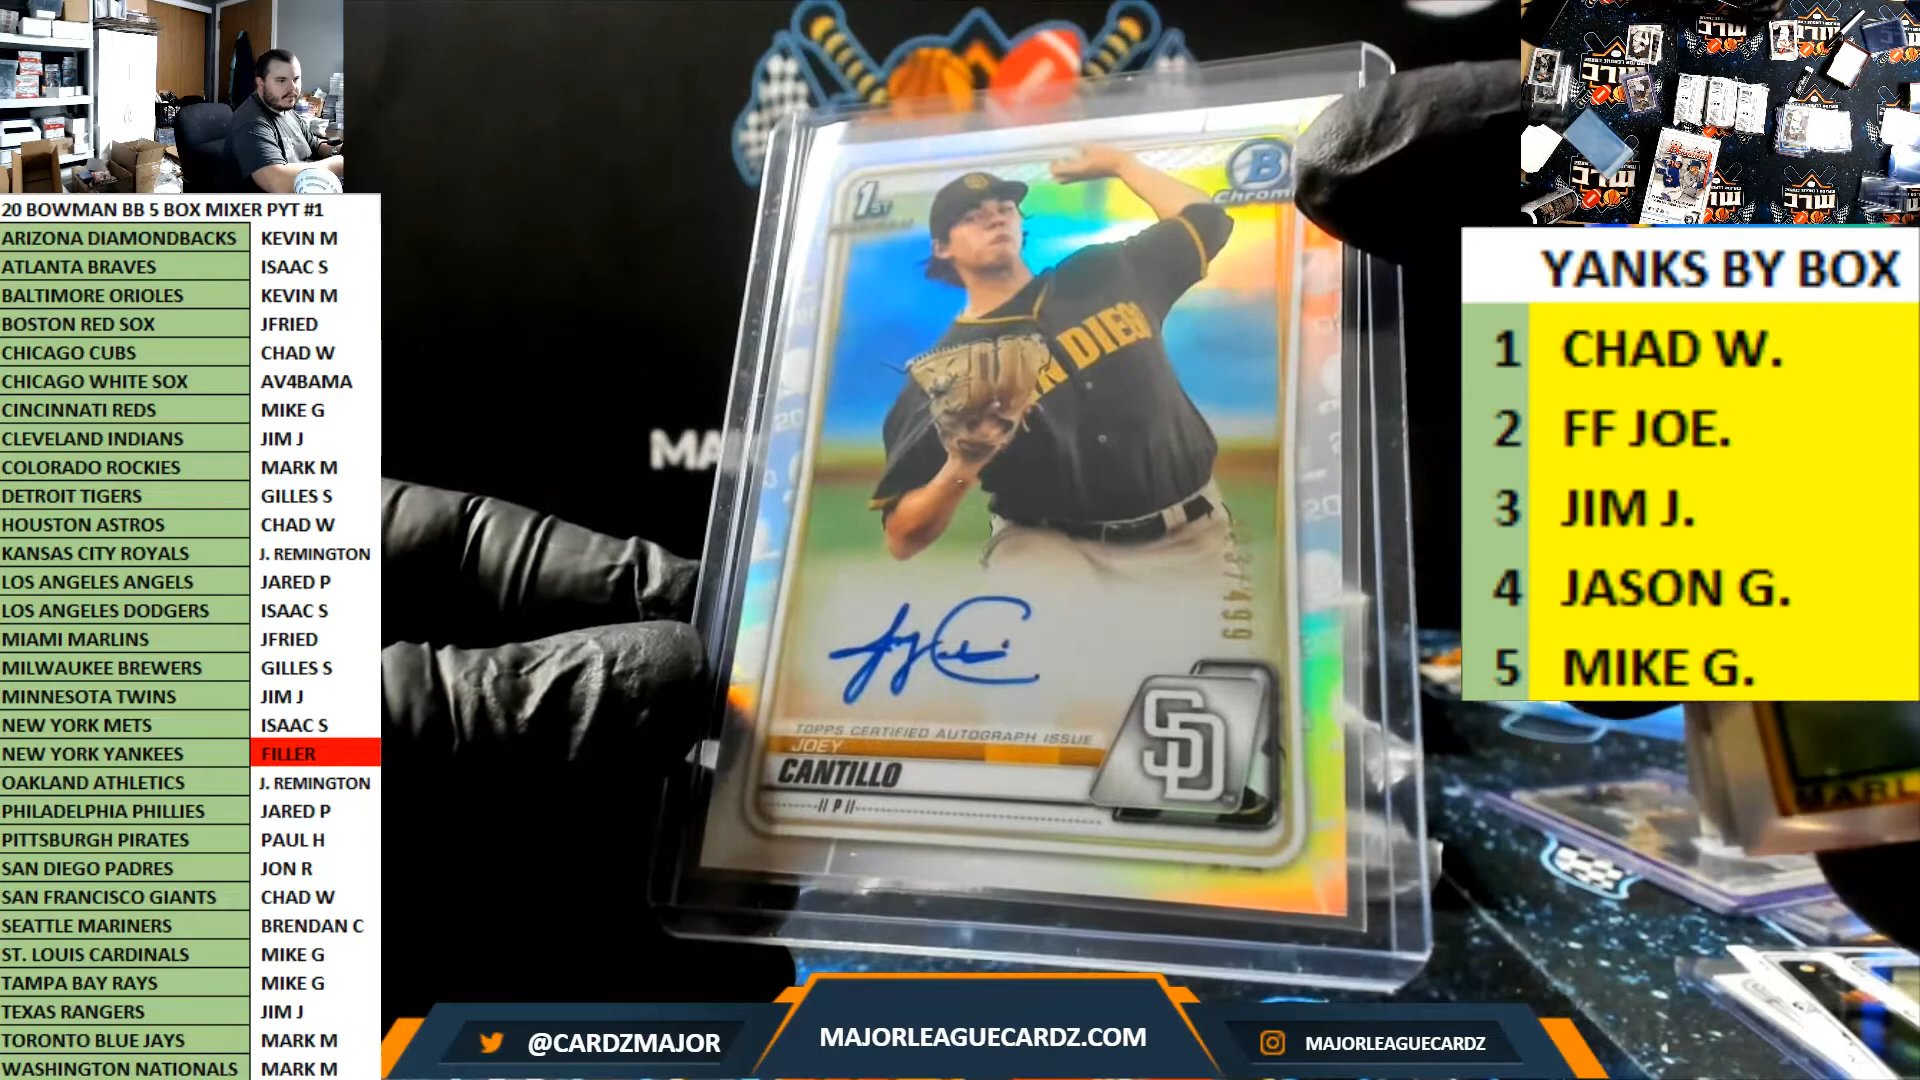 20 BOWMAN BB 5 BOX MIXER PYT #1
ARIZONA DIAMONDBACKS KEVIN M
ATLANTA BRAVES ISAAC S
BALTIMORE ORIOLES KEVIN M
BOSTON RED SOX JFRIED
CHICAGO CUBS CHAD W
CHICAGO WHITE SOX AV4BAMA
CINCINNATI REDS MIKE G
CLEVELAND INDIANS JIM J
COLORADO ROCKIES MARK M
DETROIT TIGERS GILLES S
HOUSTON ASTROS CHAD W
KANSAS CITY ROYALS J. REMINGTON
LOS ANGELES ANGELS JARED P
LOS ANGELES DODGERS ISAAC S
MIAMI MARLINS JFRIED
MILWAUKEE BREWERS GILLES S
MINNESOTA TWINS JIM J
NEW YORK METS ISAAC S
NEW YORK YANKEES FILLER
OAKLAND ATHLETICS J. REMINGTON
PHILADELPHIA PHILLIES JARED P
PITTSBURGH PIRATES PAUL H
SAN DIEGO PADRES JON R
SAN FRANCISCO GIANTS CHAD W
SEATTLE MARINERS BRENDAN C
ST. LOUIS CARDINALS MIKE G
TAMPA BAY RAYS MIKE G
TEXAS RANGERS JIM J
TORONTO BLUE JAYS MARK M
WASHINGTON NATIONALS MARK M
1ST
B
Chrome
N DIEGO
TOPPS CERTIFIED AUTOGRAPH ISSUE
JOEY
CANTILLO
P
SD
MA
YANKS BY BOX
1 CHAD W.
2 FF JOE.
3 JIM J.
4 JASON G.
5 MIKE G.
MARL
@CARDZMAJOR
MAJORLEAGUECARDZ.COM
MAJORLEAGUECARDZ